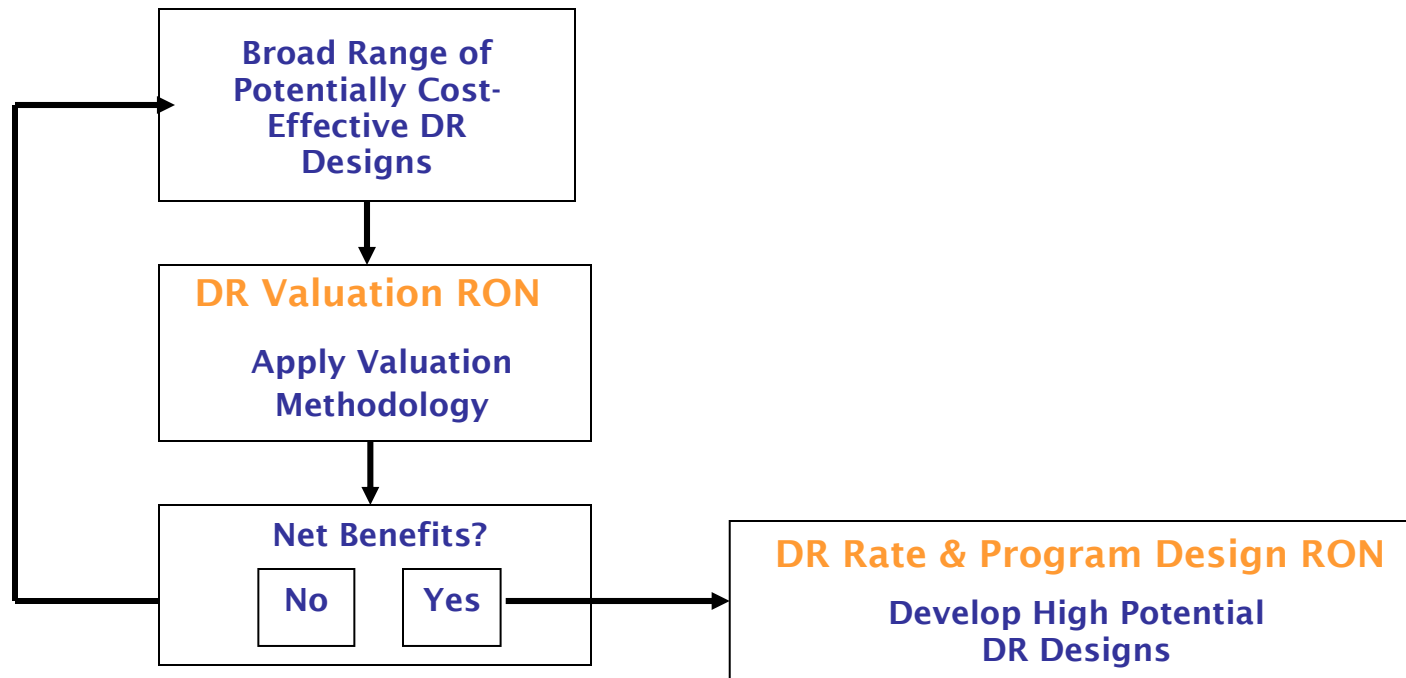 Broad Range of
Potentially Cost-
Effective DR
Designs
DR Valuation RON
Apply Valuation
Methodology
Net Benefits?
No
Yes
DR Rate & Program Design RON
Develop High Potential
DR Designs